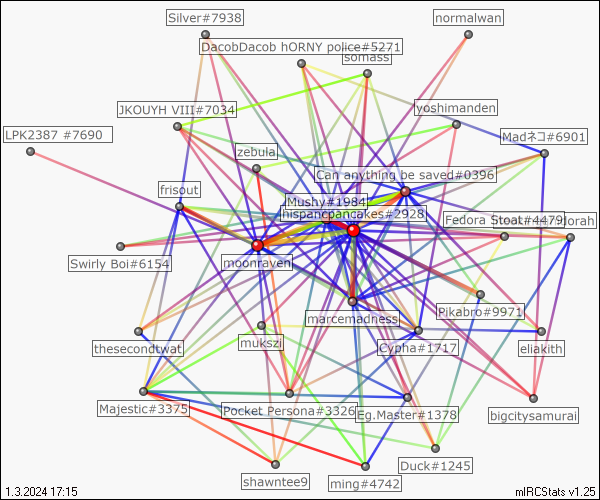 Silver#7938
normalwan
DacobDacob hORNY police#5271
somass
JKOUYH VIII#7034
yoshimanden
LPK2387 #7690
Madネコ#6901
zebula
Can anything be saved#0396
frisout
Mushy#1984
hispancpancakes#2928
Fedora Stoat#4479
lorah
Swirly Boi#6154
moonraven
Pikabro#9971
marcemadness
thesecondtwat
mukszi
Cypha#1717
eliakith
Majestic#3375
Pocket Persona#3326
Eg.Master#1378
bigcitysamurai
Duck#1245
shawntee9
ming#4742
1.3.2024 17:15
mIRCStats v1.25